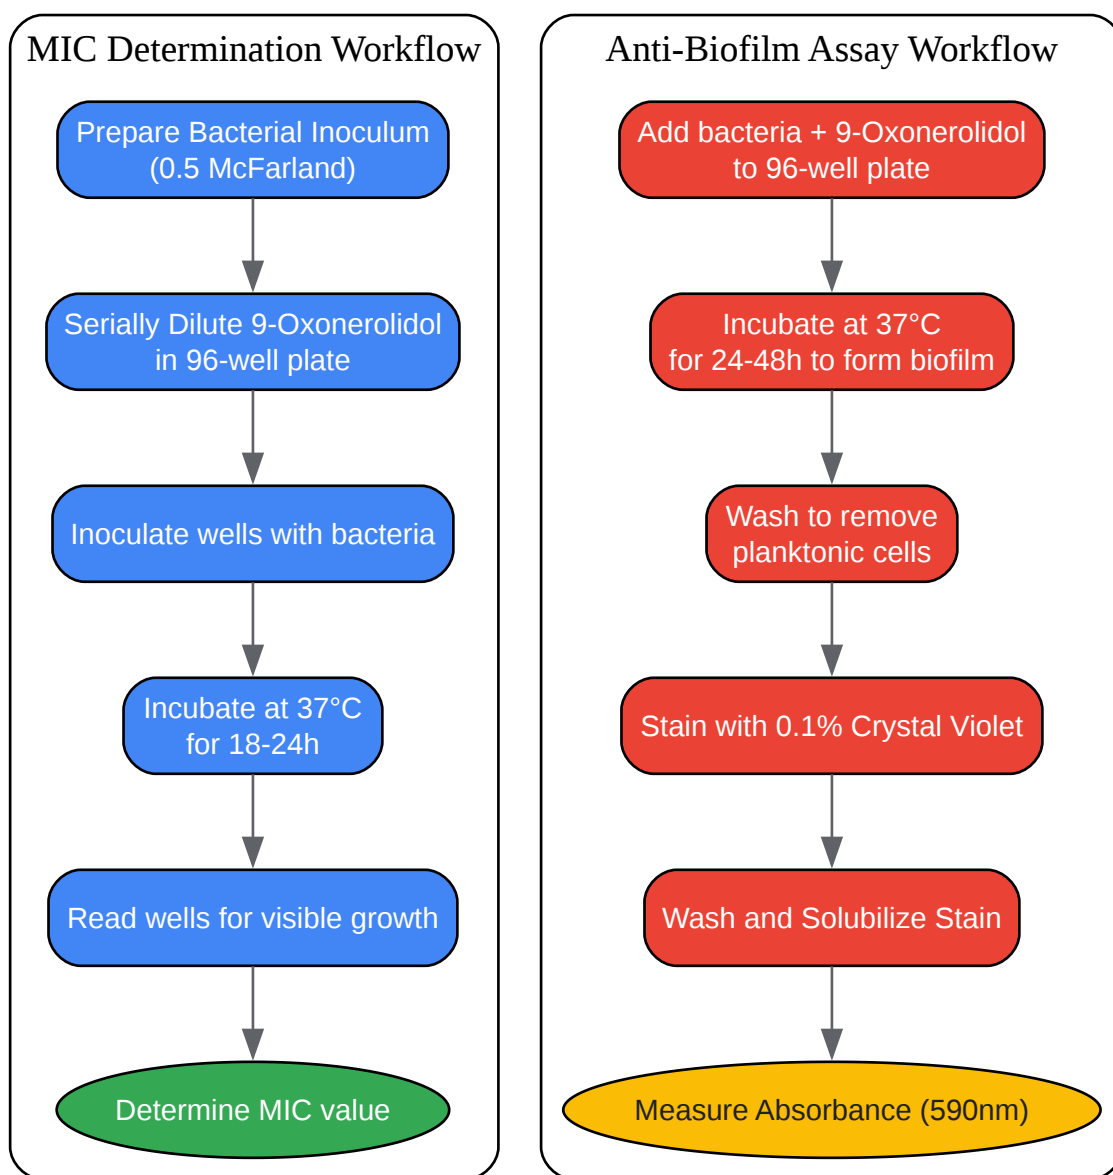 MIC Determination Workflow
Prepare Bacterial Inoculum
(0.5 McFarland)
Serially Dilute 9-Oxonerolidol
in 96-well plate
Inoculate wells with bacteria
Incubate at 37°C
for 18-24h
Read wells for visible growth
Determine MIC value
Anti-Biofilm Assay Workflow
Add bacteria + 9-Oxonerolidol
to 96-well plate
Incubate at 37°C
for 24-48h to form biofilm
Wash to remove
planktonic cells
Stain with 0.1% Crystal Violet
Wash and Solubilize Stain
Measure Absorbance (590nm)